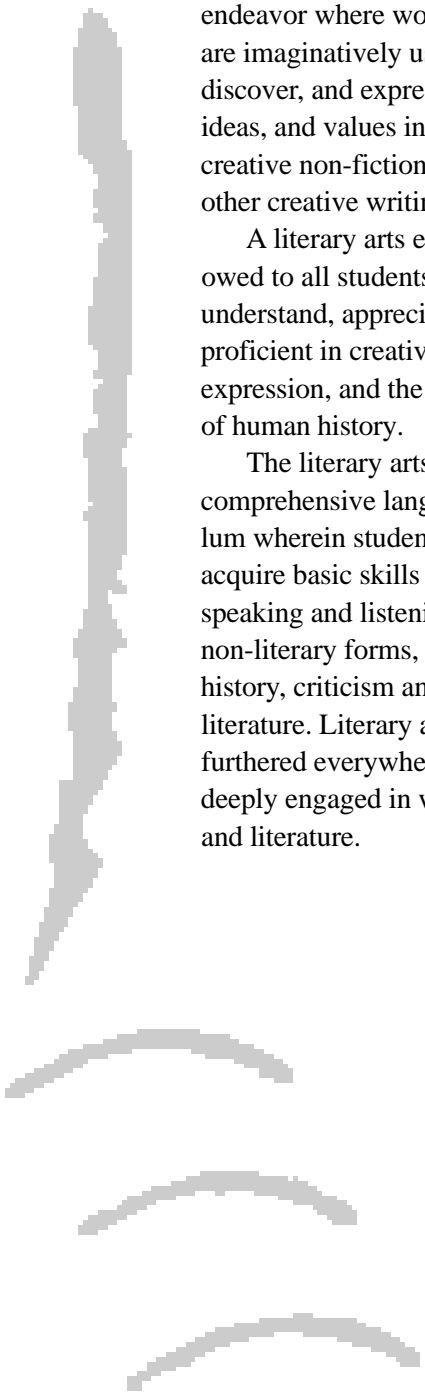 endeavor where wo
are imaginatively u
discover, and expre
ideas, and values in
creative non-fiction
other creative writin
A literary arts e
owed to all students
understand, appreci
proficient in creativ
expression, and the
of human history.
The literary arts
comprehensive lang
lum wherein studen
acquire basic skills
speaking and listeni
non-literary forms,
history, criticism an
literature. Literary a
furthered everywhe
deeply engaged in w
and literature.